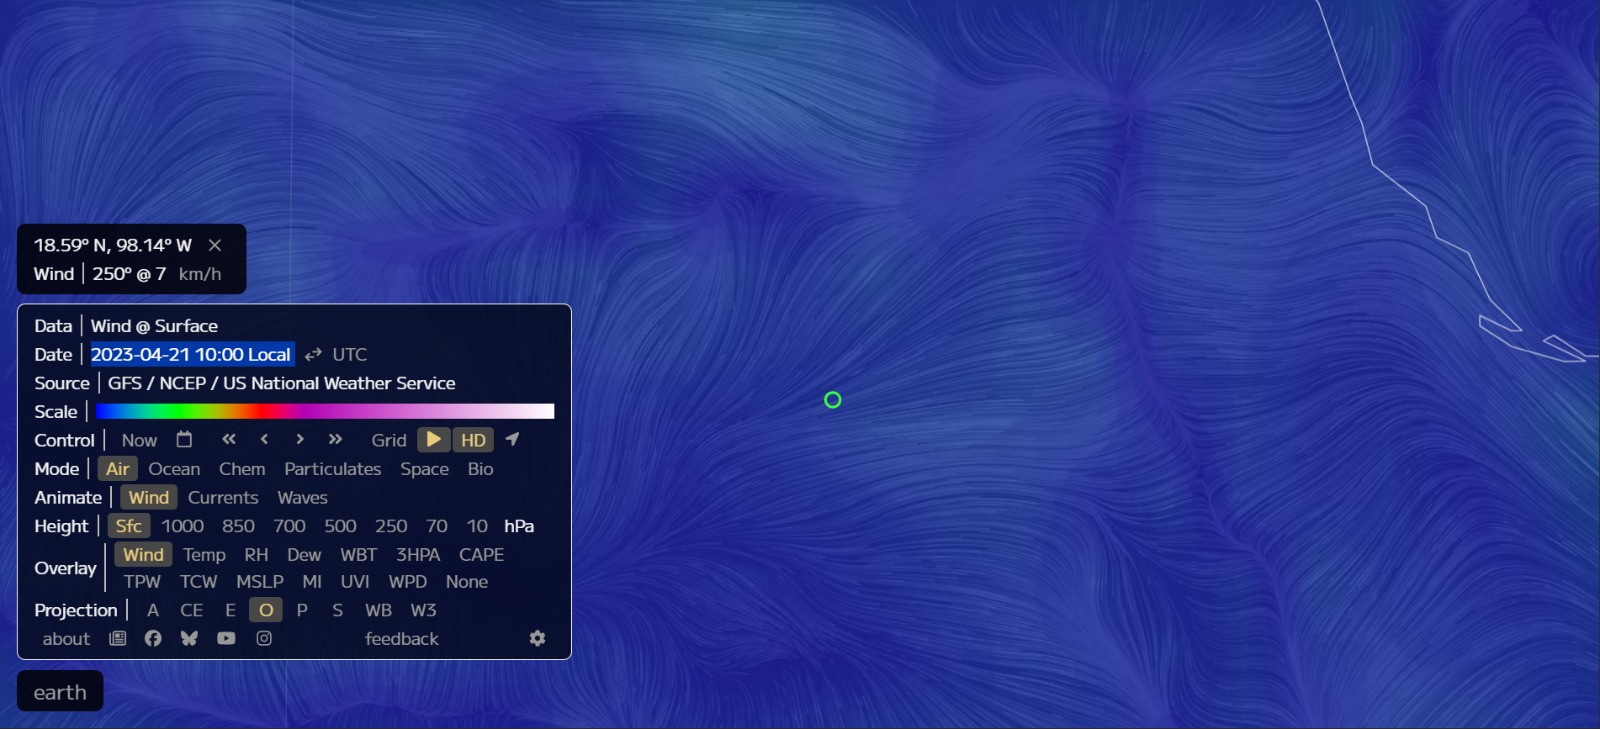 18.59° N, 98.14° W ×
Wind | 250° @ 7 km/h
Data | Wind @ Surface
Date | 2023-04-21 10:00 Local ⇄ UTC
Source | GFS / NCEP / US National Weather Service
Scale |
Control | Now « ‹ › » Grid HD
Mode | Air Ocean Chem Particulates Space Bio
Animate | Wind Currents Waves
Height | Sfc 1000 850 700 500 250 70 10 hPa
Overlay | Wind Temp RH Dew WBT 3HPA CAPE
TPW TCW MSLP MI UVI WPD None
Projection | A CE E O P S WB W3
about feedback
earth